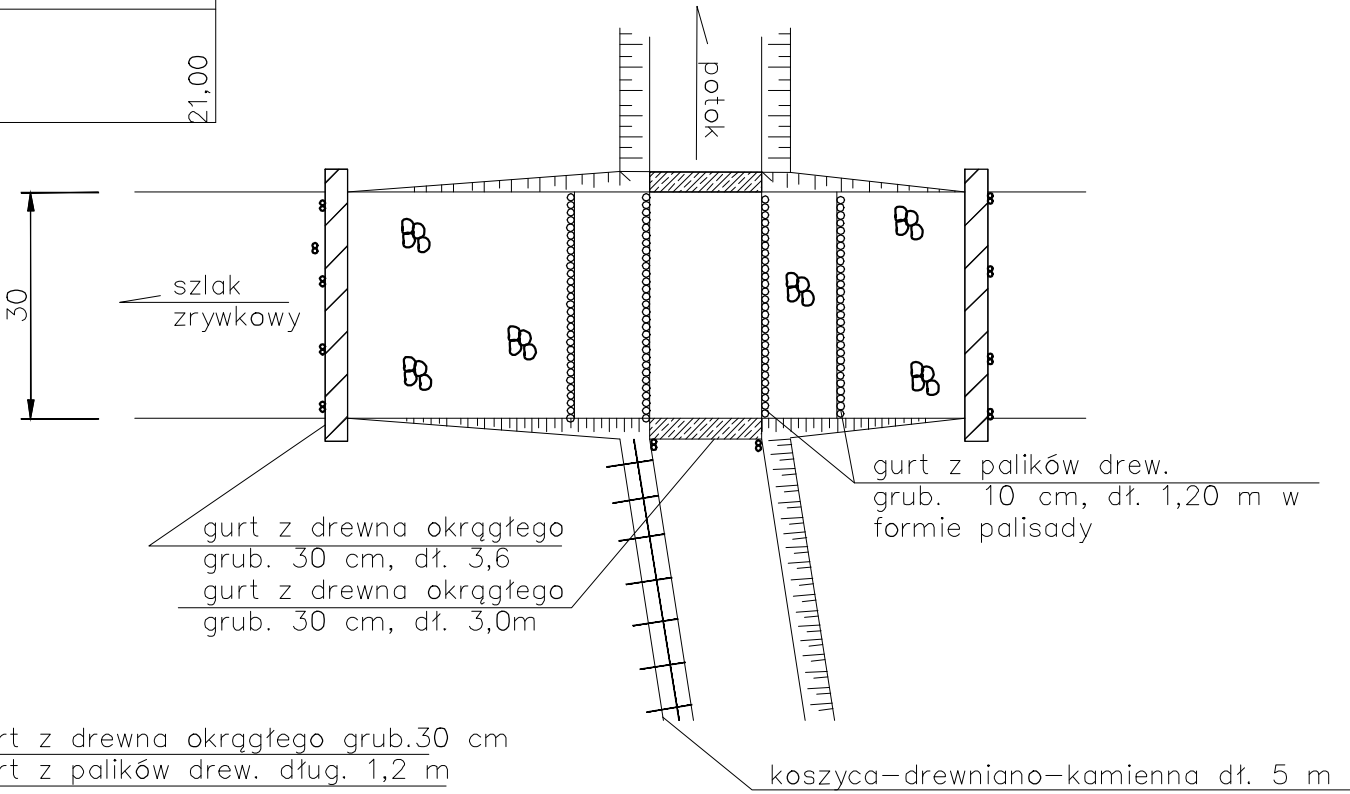 21,00
potok
30
szlak
zrywkowy
gurt z palików drew.
grub. 10 cm, dł. 1,20 m w
formie palisady
gurt z drewna okrągłego
grub. 30 cm, dł. 3,6
gurt z drewna okrągłego
grub. 30 cm, dł. 3,0m
rt z drewna okrągłego grub.30 cm
rt z palików drew. dług. 1,2 m
koszyca-drewniano-kamienna dł. 5 m